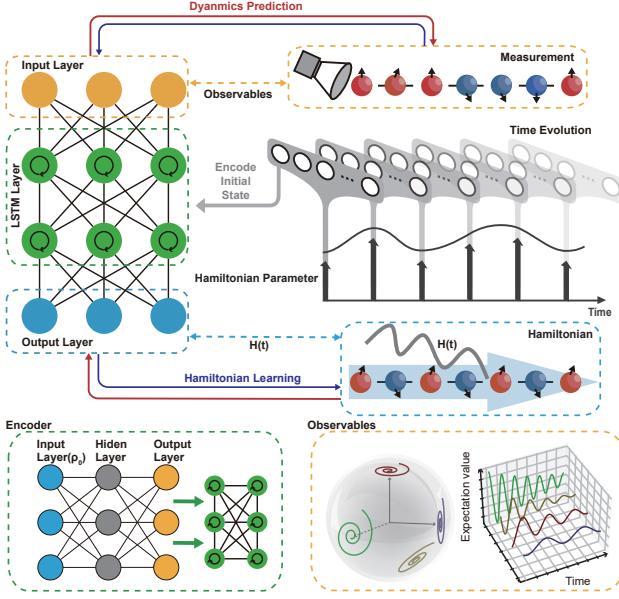 Dyanmics Prediction
Input Layer
Measurement
Observables
Time Evolution
LSTM Layer
Encode
Initial
State
Hamiltonian Parameter
Time
Output Layer
H(t)
Hamiltonian
H(t)
Hamiltonian Learning
Encoder
Input
Layer(ρ₀)
Hiden
Layer
Output
Layer
Observables
Expectation value
Time